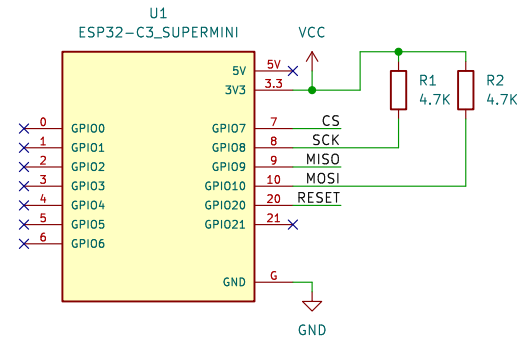 U1
ESP32-C3_SUPERMINI
VCC
5V 5V
3V3 3.3
R1
4.7K
R2
4.7K
0 GPIO0
1 GPIO1
2 GPIO2
3 GPIO3
4 GPIO4
5 GPIO5
6 GPIO6
GPIO7 7 CS
GPIO8 8 SCK
GPIO9 9 MISO
GPIO10 10 MOSI
GPIO20 20 RESET
GPIO21 21
GND G
GND